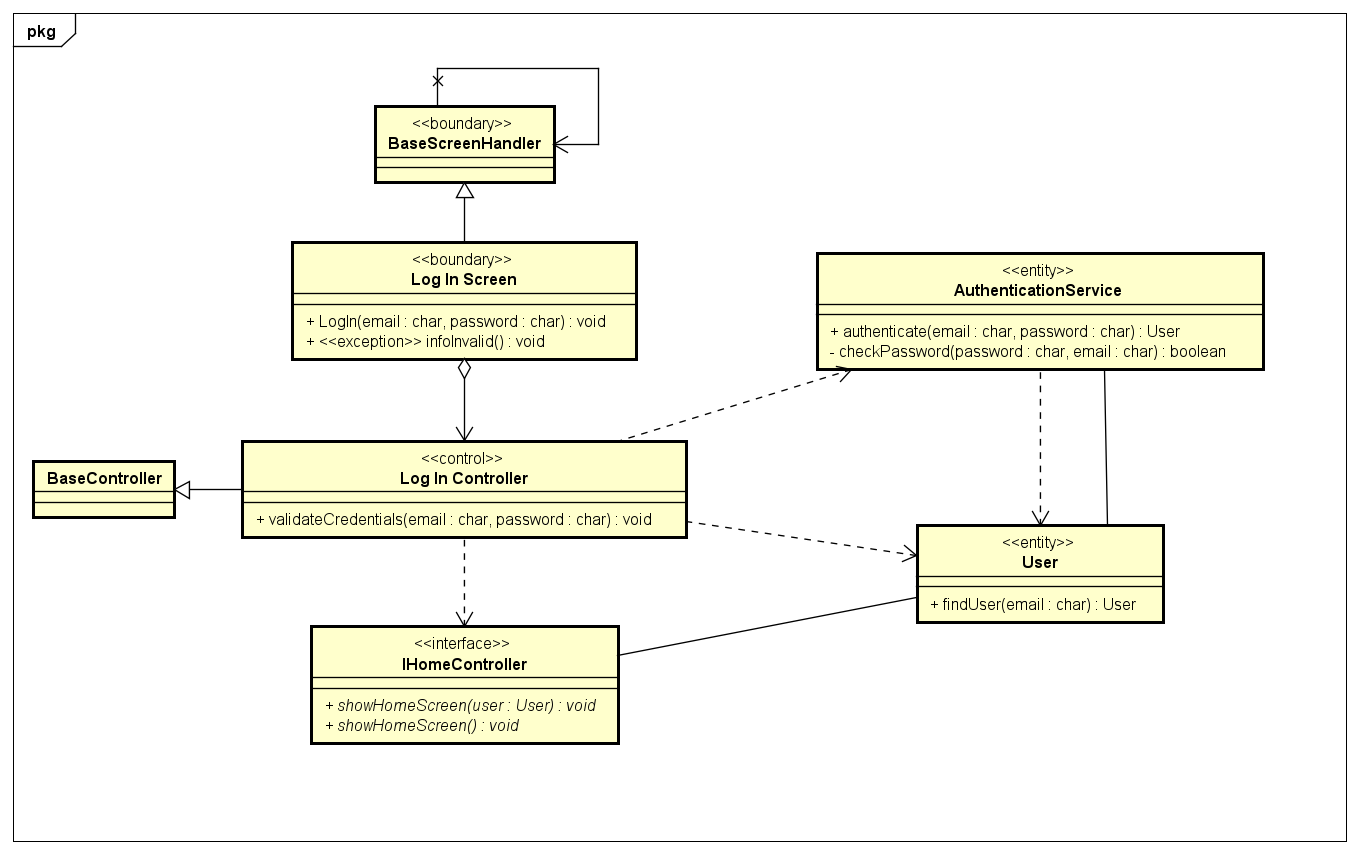 pkg
<<boundary>>
BaseScreenHandler
<<boundary>>
Log In Screen
+ LogIn(email : char, password : char) : void
+ <<exception>> infoInvalid() : void
<<entity>>
AuthenticationService
+ authenticate(email : char, password : char) : User
- checkPassword(password : char, email : char) : boolean
BaseController
<<control>>
Log In Controller
+ validateCredentials(email : char, password : char) : void
<<entity>>
User
+ findUser(email : char) : User
<<interface>>
IHomeController
+ showHomeScreen(user : User) : void
+ showHomeScreen() : void